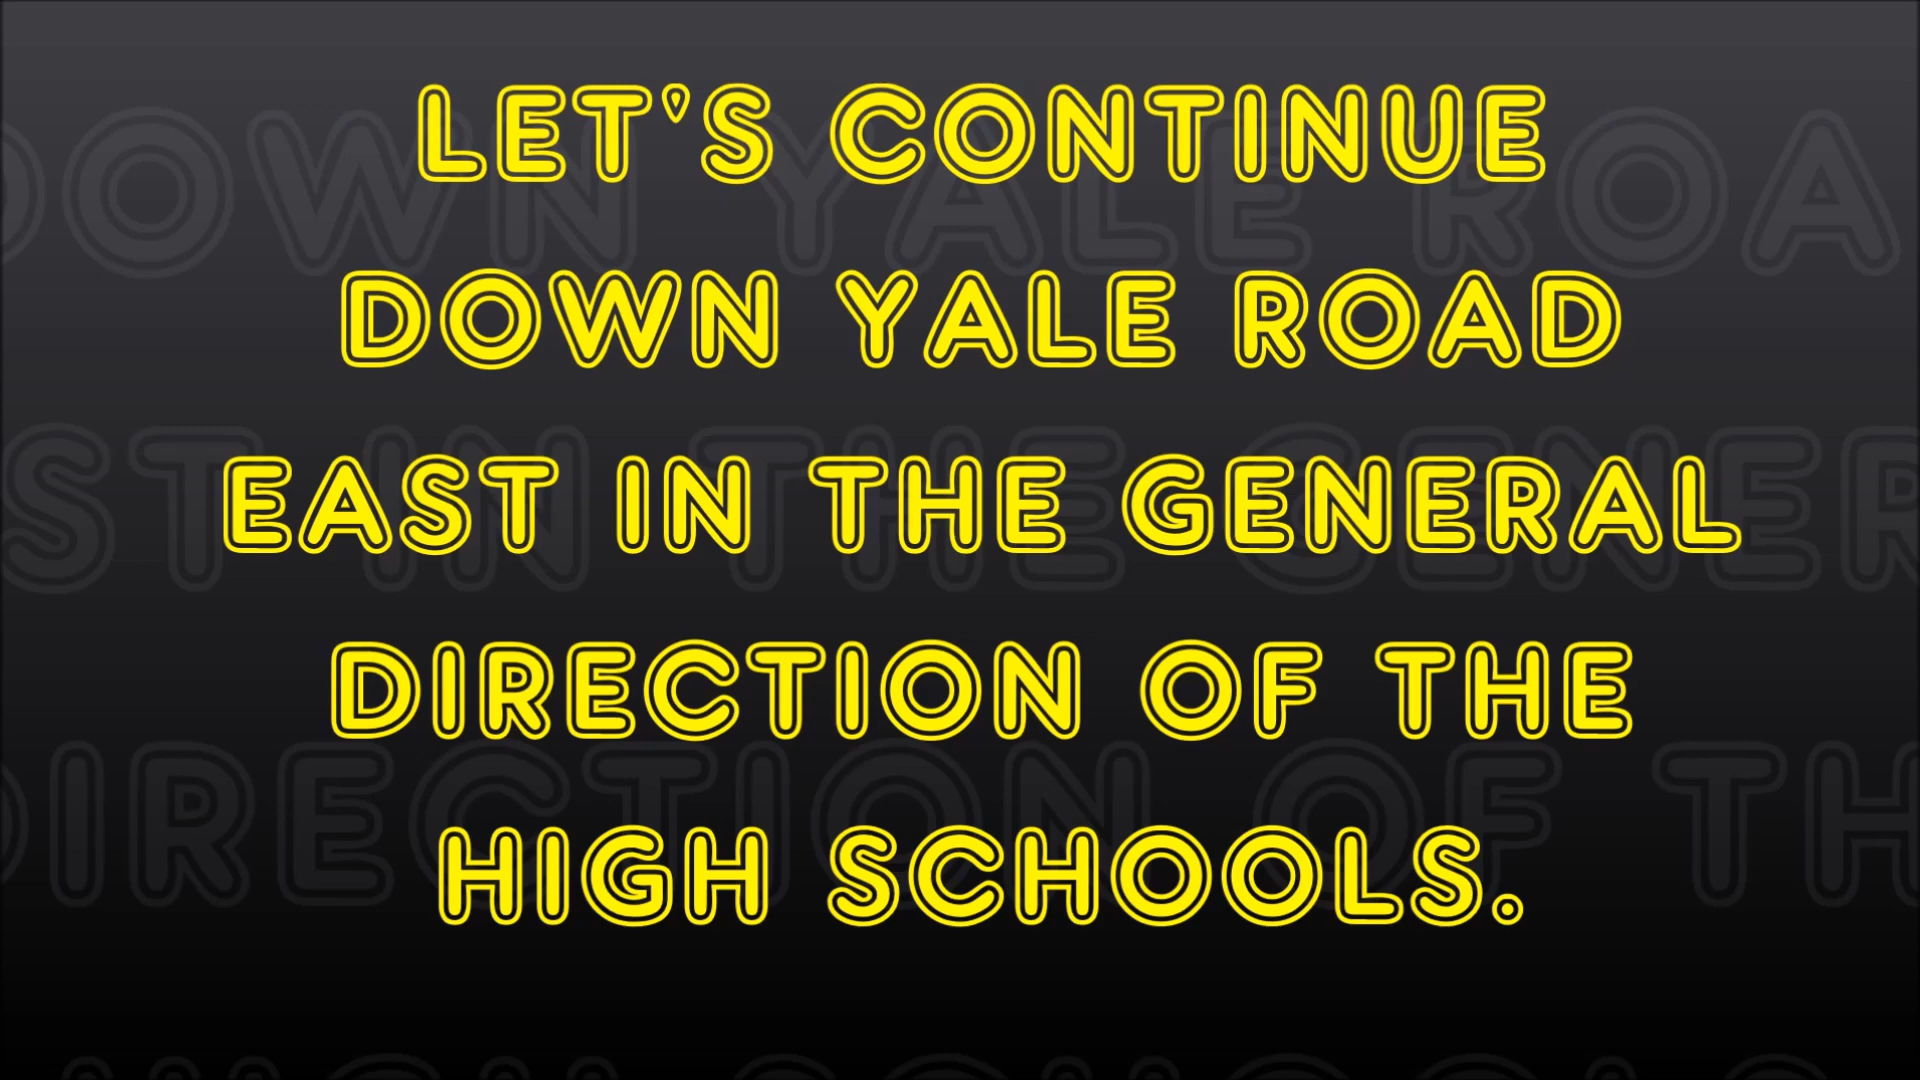 LET'S CONTINUE
DOWN YALE ROAD
EAST IN THE GENERAL
DIRECTION OF THE
HIGH SCHOOLS.